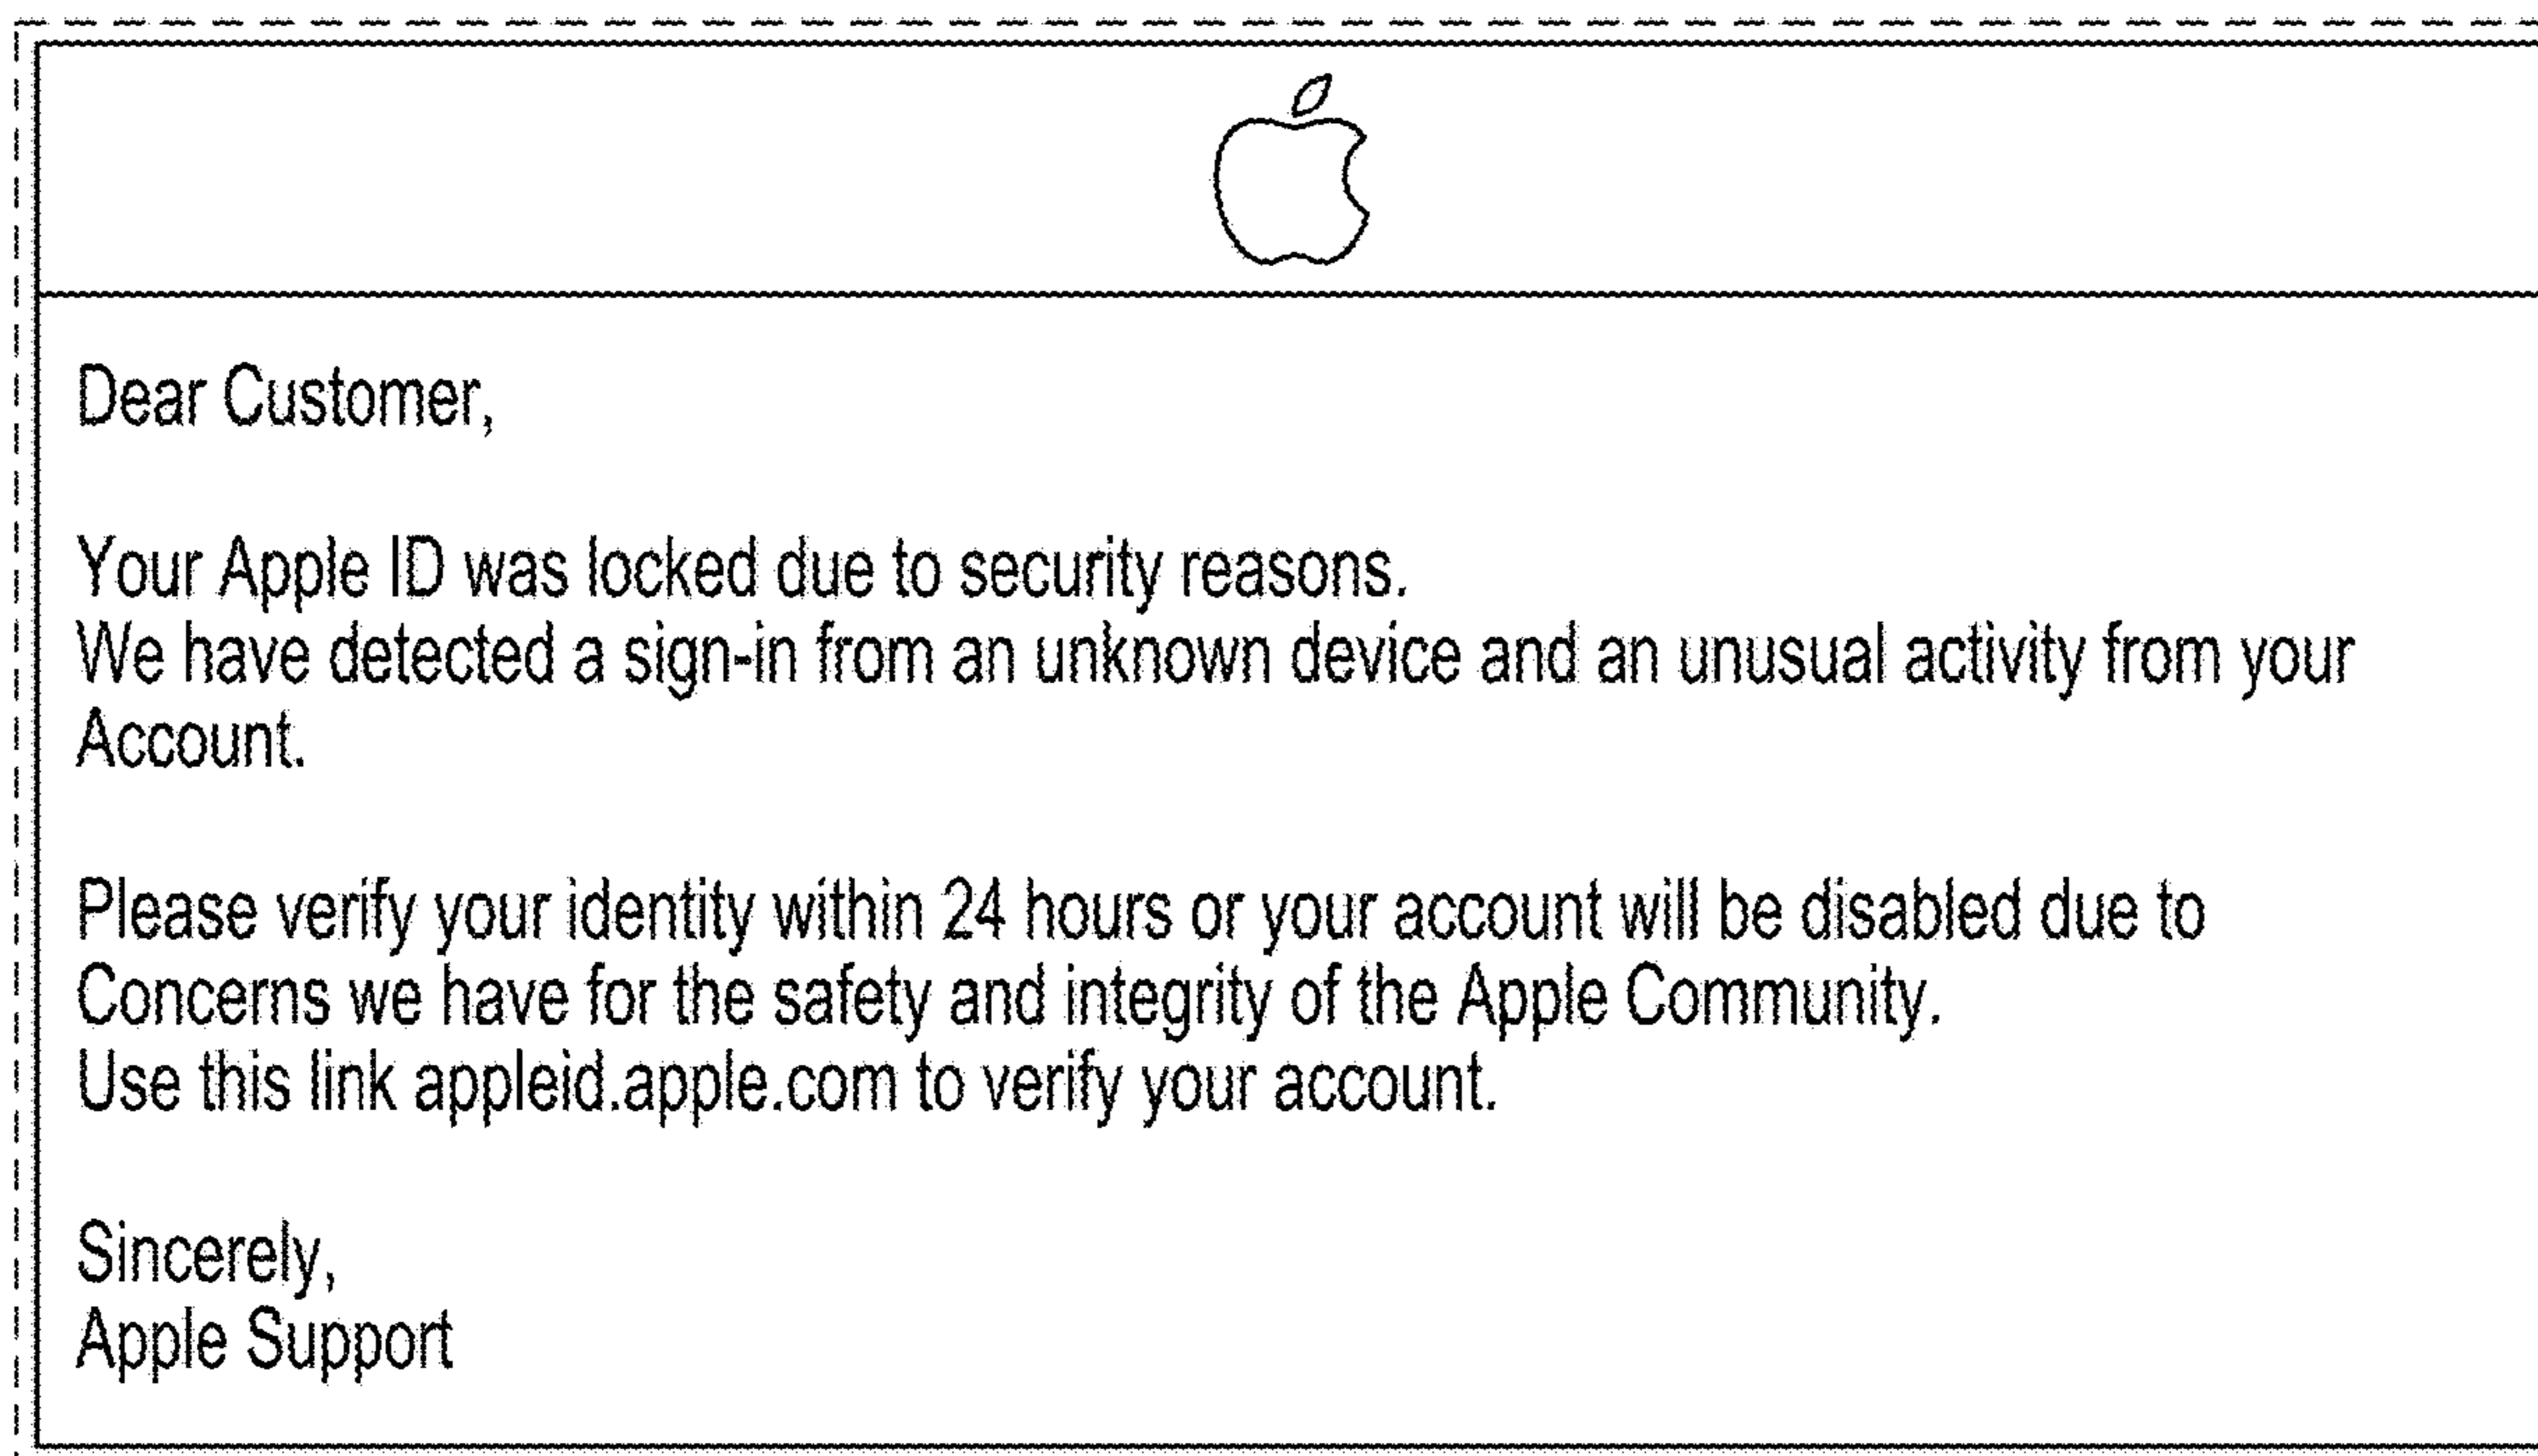 Dear Customer,
Your Apple ID was locked due to security reasons.
We have detected a sign-in from an unknown device and an unusual activity from your
Account.
Please verify your identity within 24 hours or your account will be disabled due to
Concerns we have for the safety and integrity of the Apple Community.
Use this link appleid.apple.com to verify your account.
Sincerely,
Apple Support